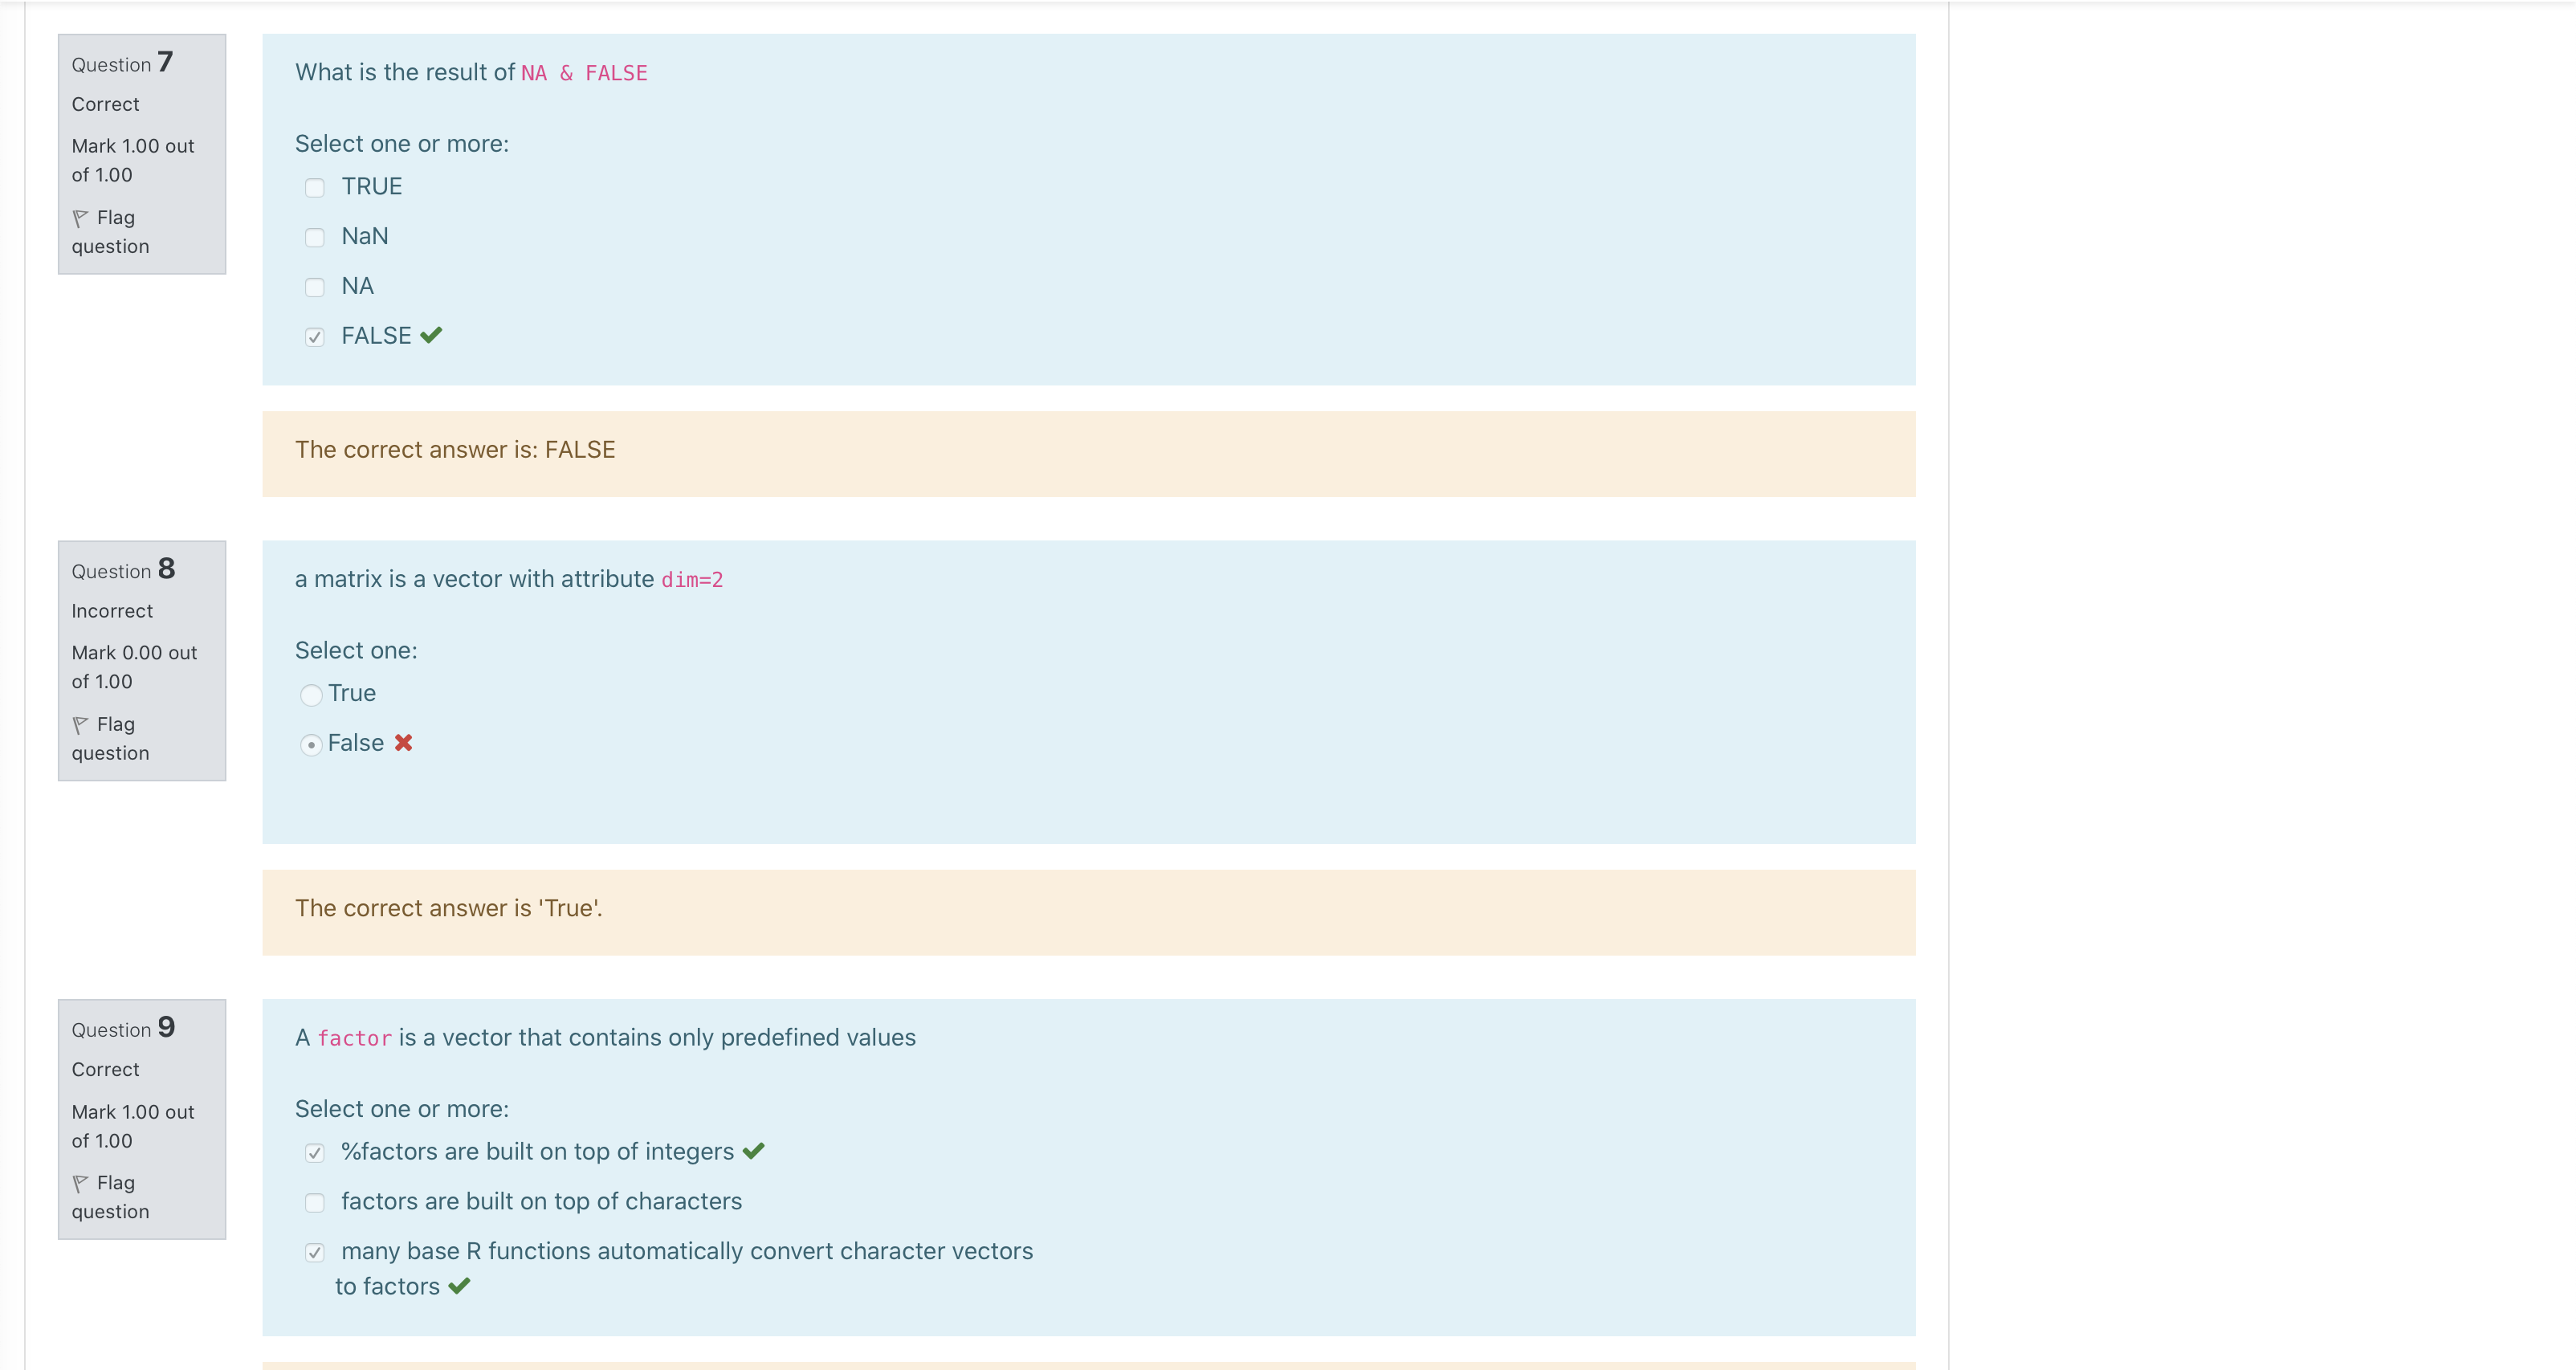 Question 7
Correct
Mark 1.00 out
of 1.00
Flag
question
What is the result of NA & FALSE
Select one or more:
TRUE
NaN
NA
FALSE
The correct answer is: FALSE
Question 8
Incorrect
Mark 0.00 out
of 1.00
Flag
question
a matrix is a vector with attribute dim=2
Select one:
True
False
The correct answer is 'True'.
Question 9
Correct
Mark 1.00 out
of 1.00
Flag
question
A factor is a vector that contains only predefined values
Select one or more:
%factors are built on top of integers
factors are built on top of characters
many base R functions automatically convert character vectors
to factors